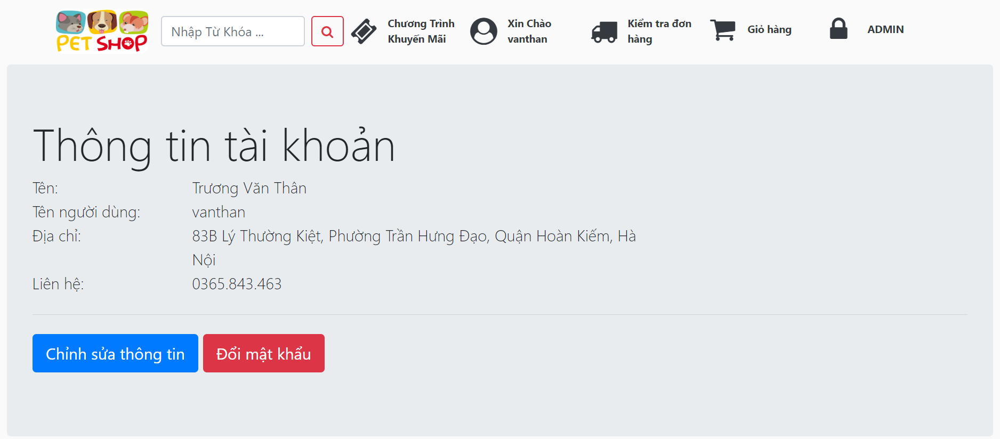 PET SHOP
Nhập Từ Khóa ...
Chương Trình
Khuyến Mãi
Xin Chào
vanthan
Kiểm tra đơn
hàng
Giỏ hàng
ADMIN
Thông tin tài khoản
Tên: Trương Văn Thân
Tên người dùng: vanthan
Địa chỉ: 83B Lý Thường Kiệt, Phường Trần Hưng Đạo, Quận Hoàn Kiếm, Hà
Nội
Liên hệ: 0365.843.463
Chỉnh sửa thông tin
Đổi mật khẩu